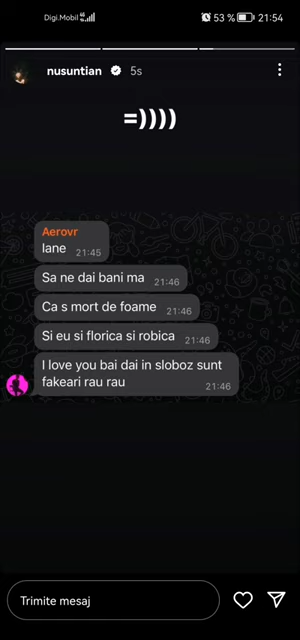 Digi.Mobil 53 % 21:54
nusuntian 5s
=))))
Aerovr
Iane 21:45
Sa ne dai bani ma 21:46
Ca s mort de foame 21:46
Si eu si florica si robica 21:46
I love you bai dai in sloboz sunt
fakeari rau rau
21:46
Trimite mesaj